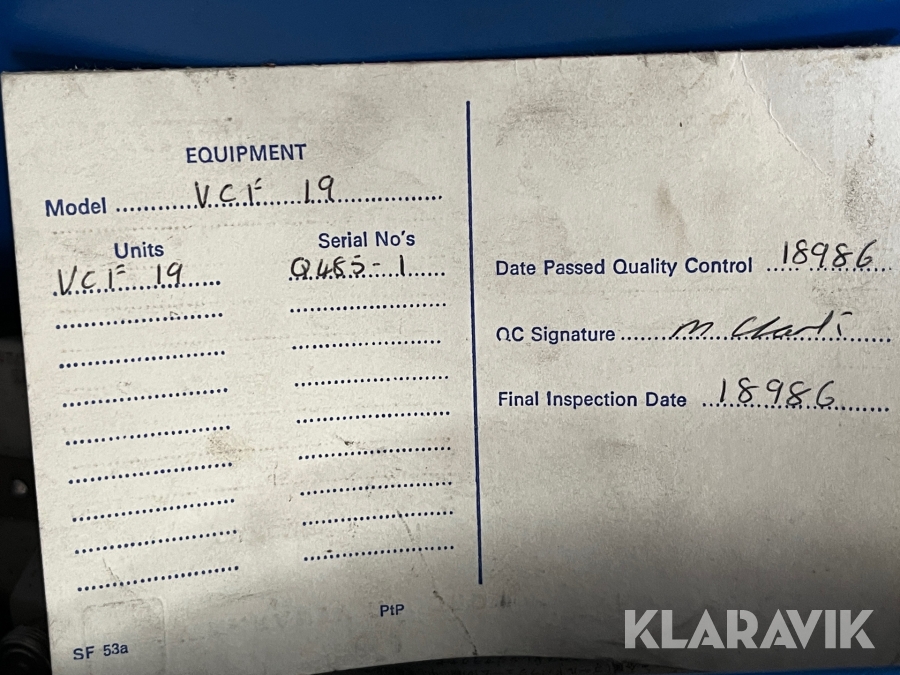 EQUIPMENT
Model VCF 19
Units Serial No's
VCF 19 Q485-1
Date Passed Quality Control 18986
QC Signature M Clark
Final Inspection Date 18986
PtP
SF 53a
KLARAVIK